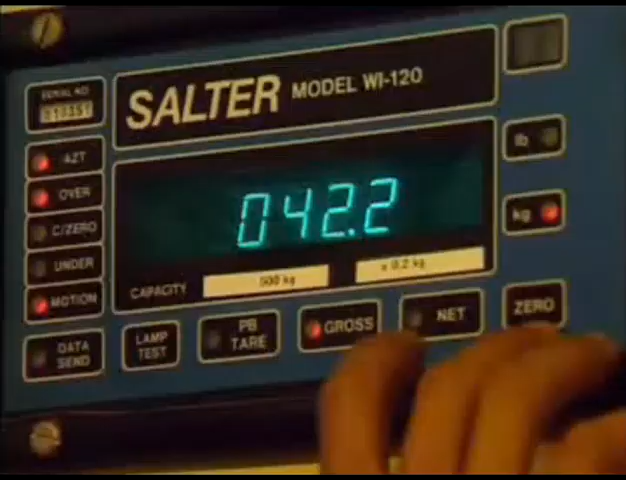 SALTER MODEL WI-120
SERIAL NO
AZT
OVER
C/ZERO
UNDER
MOTION
DATA SEND
042.2
lb
kg
CAPACITY 500 kg x 0.2 kg
LAMP TEST
PB TARE
GROSS
NET
ZERO